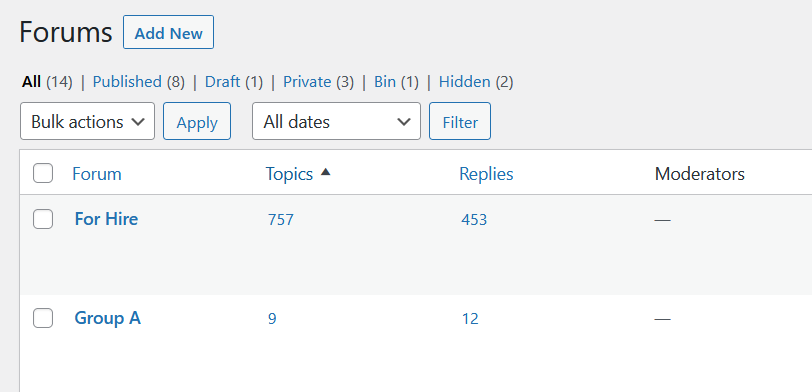 Forums Add New
All (14) | Published (8) | Draft (1) | Private (3) | Bin (1) | Hidden (2)
Bulk actions Apply All dates Filter
Forum Topics Replies Moderators
For Hire 757 453 —
Group A 9 12 —